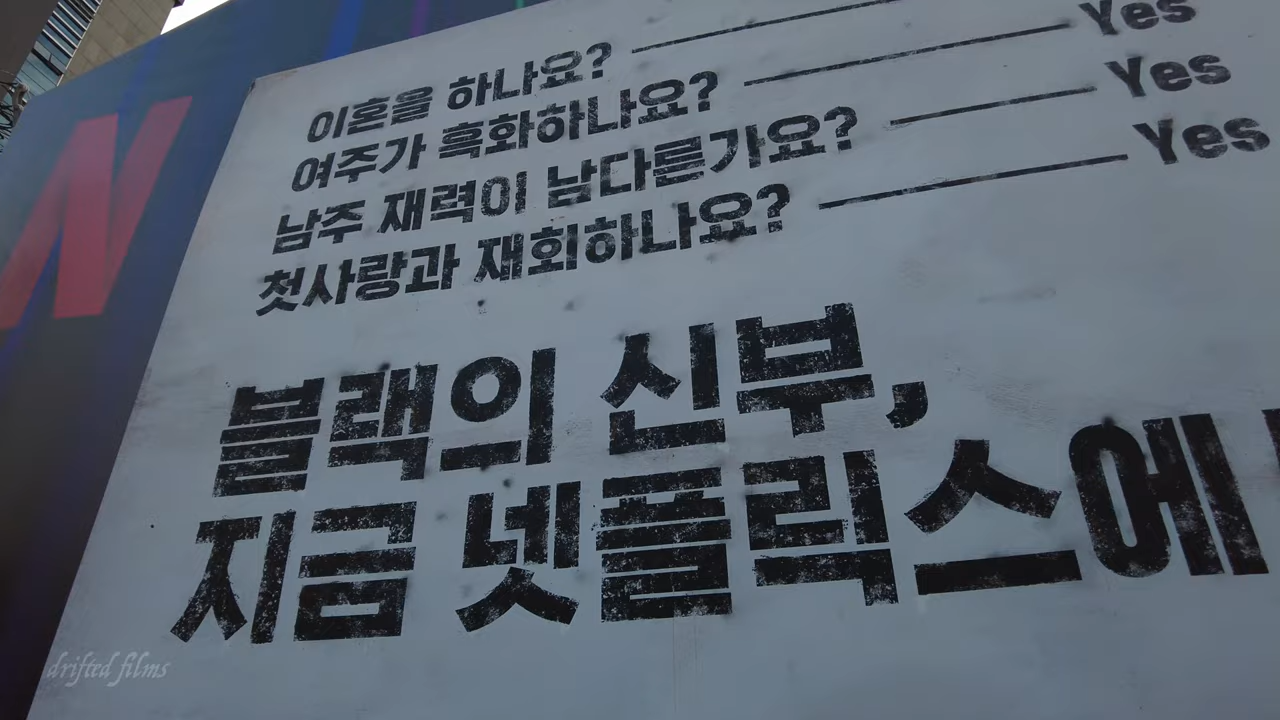 이혼을 하나요? Yes
여주가 흑화하나요? Yes
남주 재력이 남다른가요? Yes
첫사랑과 재회하나요?
블랙의 신부,
지금 넷플릭스에
N
drifted films